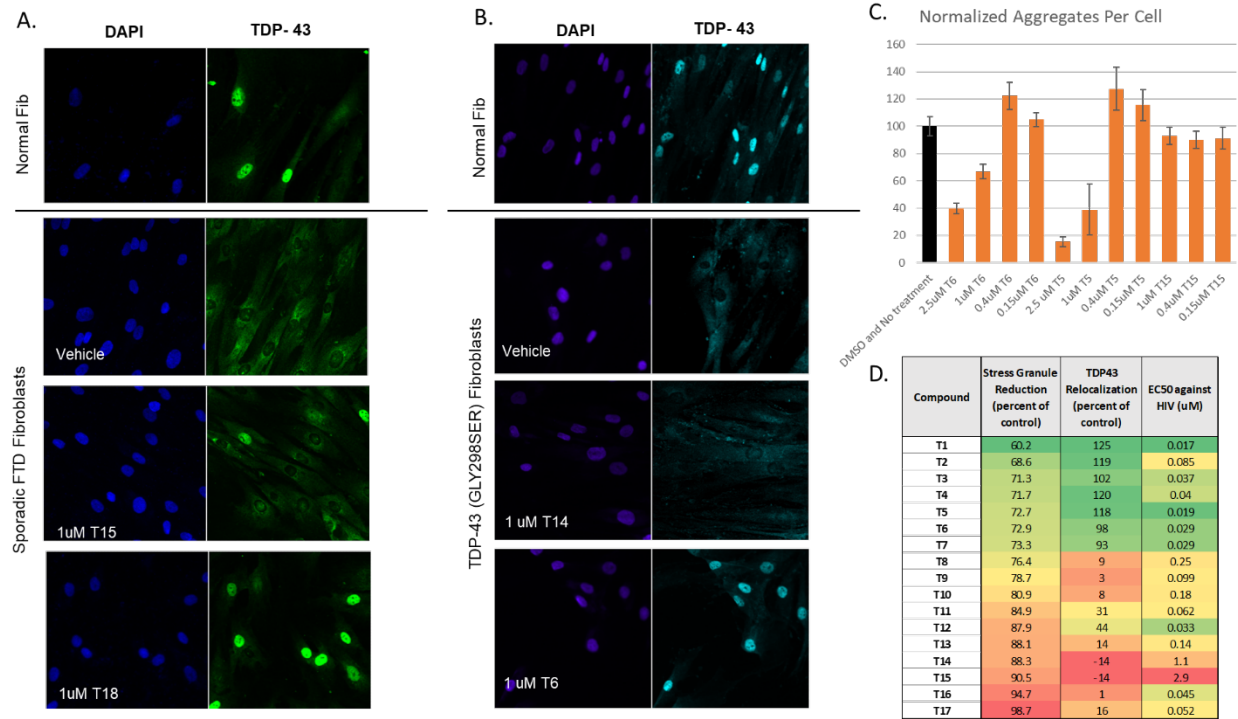 A.
DAPI
TDP- 43
Normal Fib
Sporadic FTD Fibroblasts
Vehicle
1uM T15
1uM T18
B.
DAPI
TDP- 43
Normal Fib
TDP-43 (GLY298SER) Fibroblasts
Vehicle
1 uM T14
1 uM T6
C.
Normalized Aggregates Per Cell
160
140
120
100
80
60
40
20
0
DMSO and No treatment
2.5uM T6
1uM T6
0.4uM T6
0.15uM T6
2.5 uM T5
1uM T5
0.4uM T5
0.15uM T5
1uM T15
0.4uM T15
0.15uM T15
D.
Compound
Stress Granule
Reduction
(percent of
control)
TDP43
Relocalization
(percent of
control)
EC50 against
HIV (uM)
T1 60.2 125 0.017
T2 68.6 119 0.085
T3 71.3 102 0.037
T4 71.7 120 0.04
T5 72.7 118 0.019
T6 72.9 98 0.029
T7 73.3 93 0.029
T8 76.4 9 0.25
T9 78.7 3 0.099
T10 80.9 8 0.18
T11 84.9 31 0.062
T12 87.9 44 0.033
T13 88.1 14 0.14
T14 88.3 -14 1.1
T15 90.5 -14 2.9
T16 94.7 1 0.045
T17 98.7 16 0.052